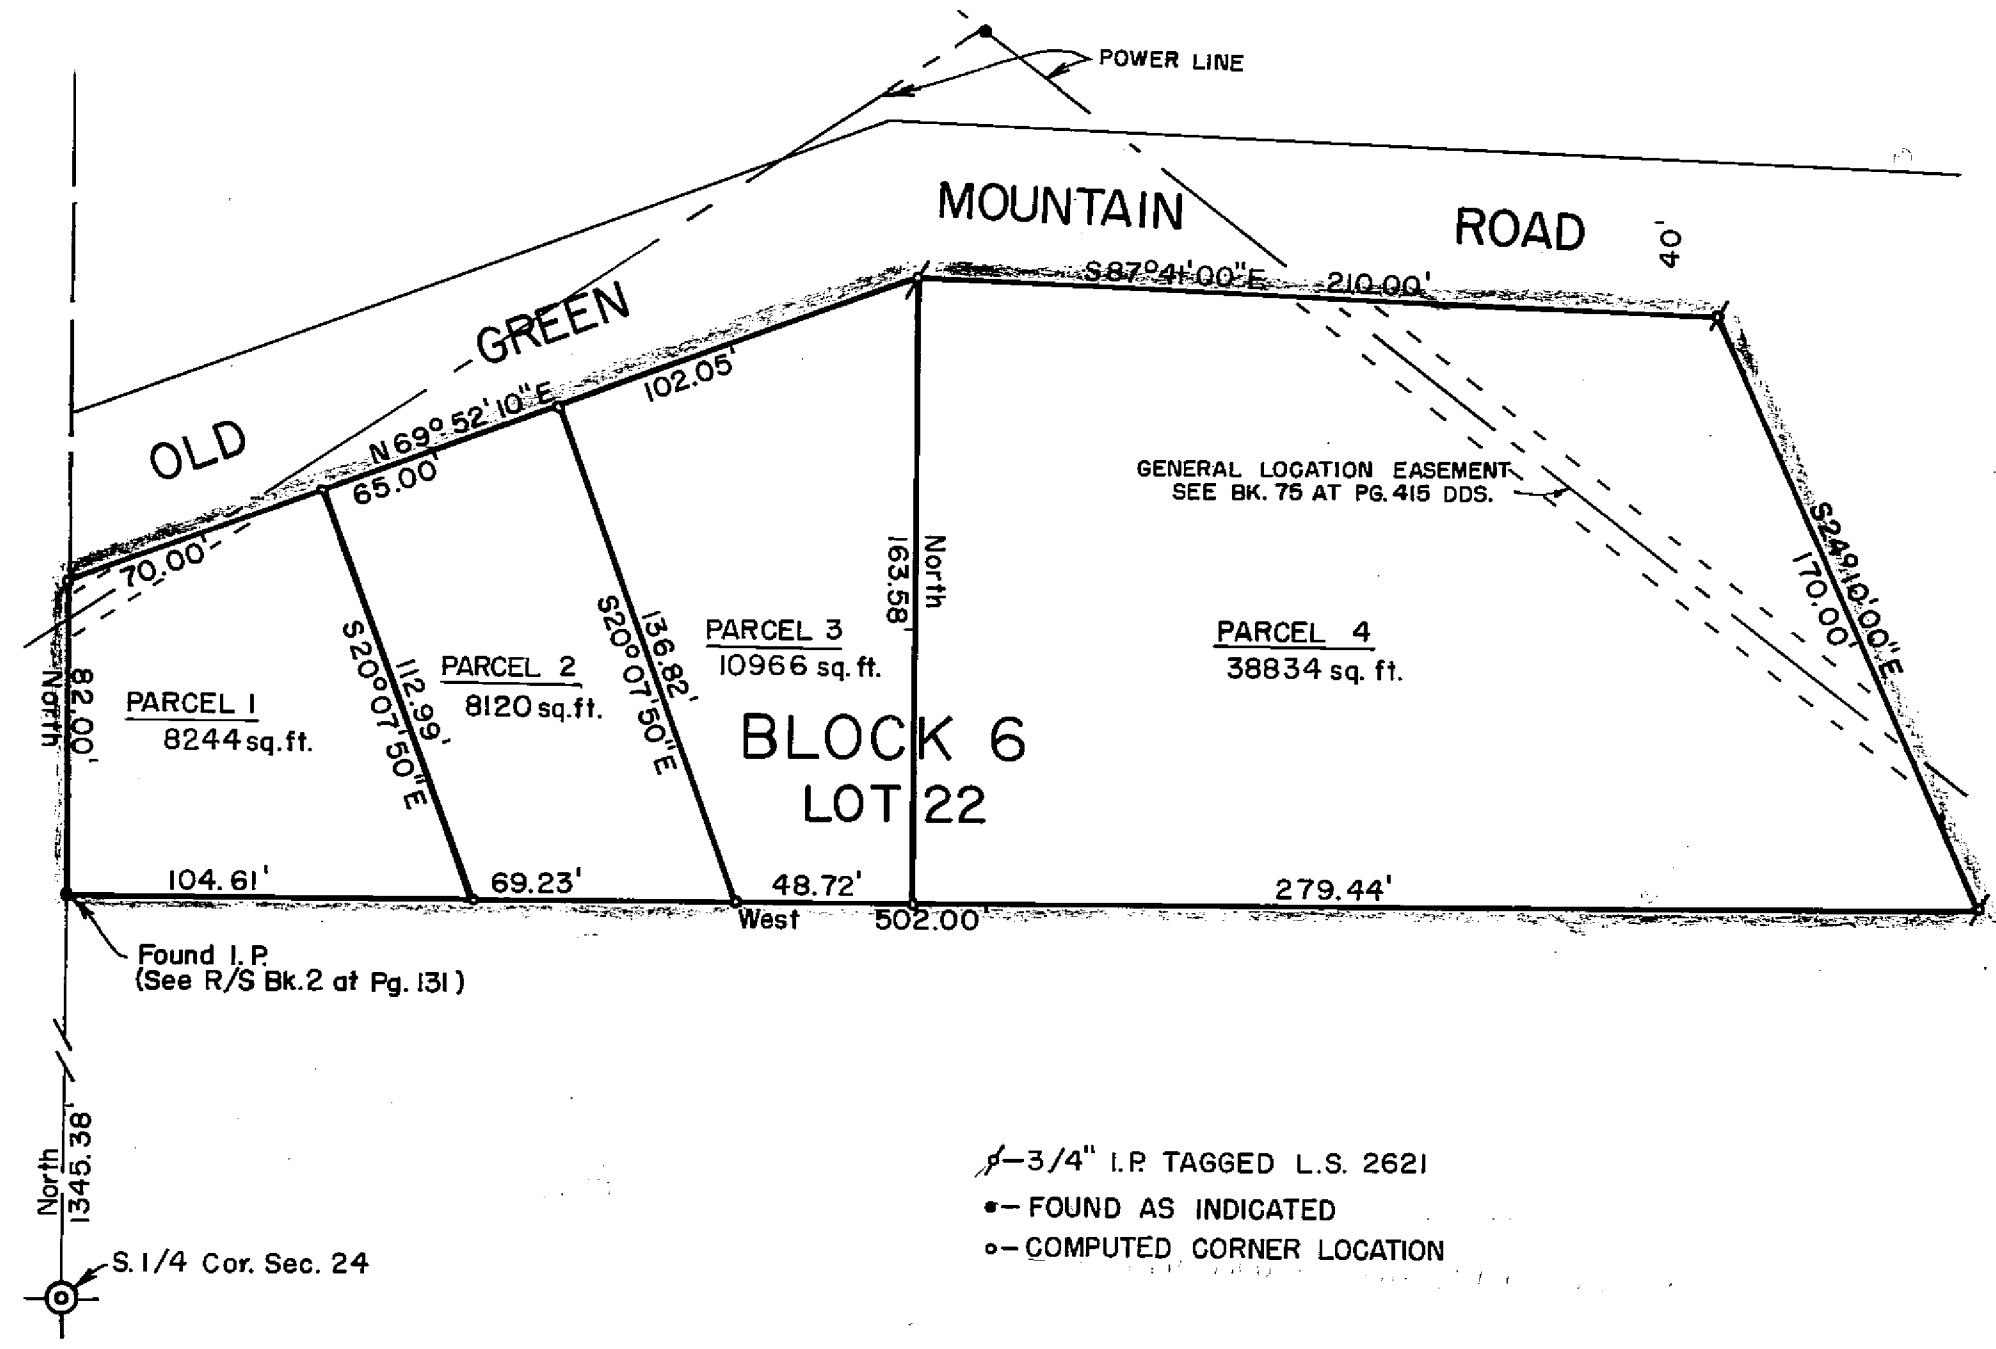 POWER LINE
MOUNTAIN
ROAD
40'
S87°41'00"E 210.00'
GREEN
102.05'
N69°52'10"E
OLD
65.00'
70.00'
GENERAL LOCATION EASEMENT
SEE BK. 75 AT PG. 415 DDS.
S24°10'00"E
170.00'
North
163.58'
North
82.00'
S20°07'50"E
112.99'
S20°07'50"E
136.82'
PARCEL 1
8244 sq.ft.
PARCEL 2
8120 sq.ft.
PARCEL 3
10966 sq.ft.
PARCEL 4
38834 sq. ft.
BLOCK 6
LOT 22
104.61'
69.23'
48.72'
279.44'
West 502.00'
Found I.P.
(See R/S Bk.2 at Pg. 131)
North
1345.38'
S. 1/4 Cor. Sec. 24
3/4" I.P. TAGGED L.S. 2621
FOUND AS INDICATED
COMPUTED CORNER LOCATION